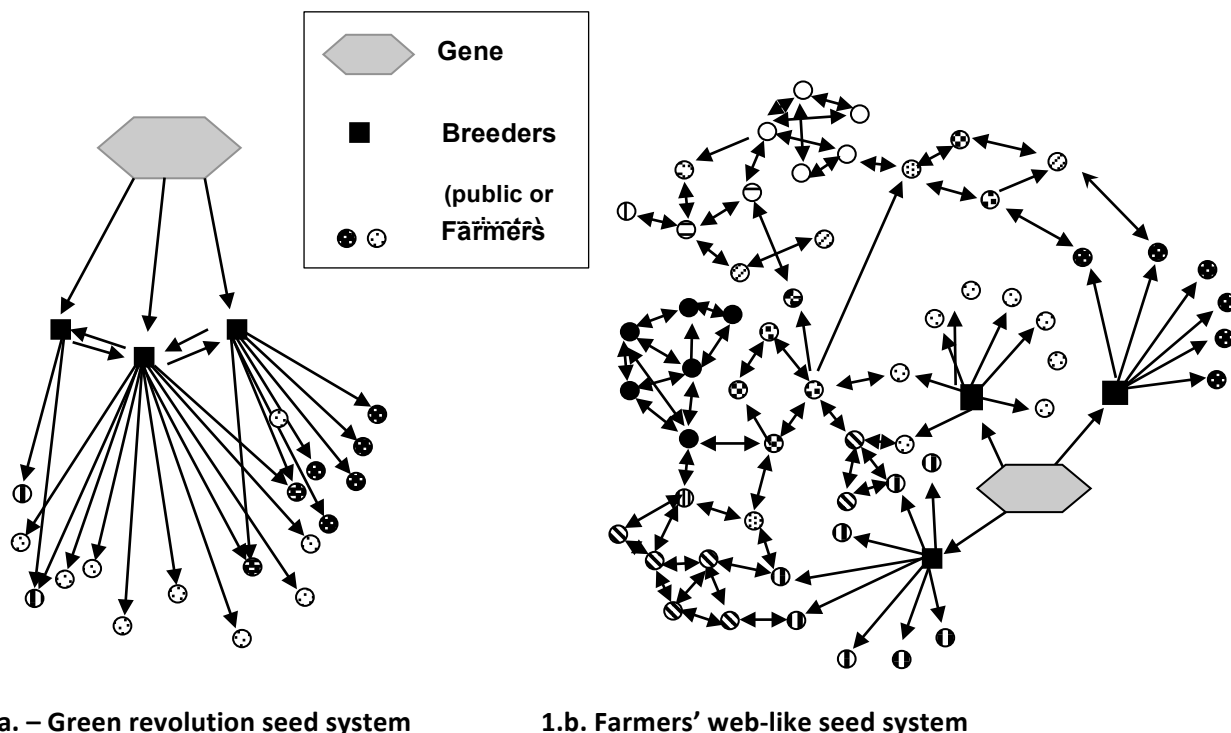 Gene
Breeders
(public or
Farmers
a. – Green revolution seed system
1.b. Farmers’ web-like seed system